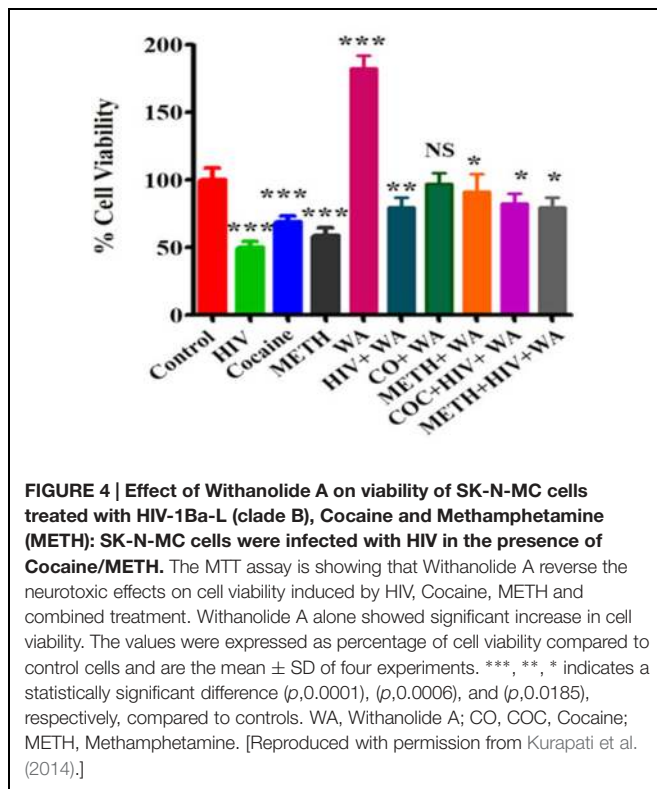 200
150
100
50
0
% Cell Viability
***
***
***
***
**
NS
*
*
*
Control
HIV
Cocaine
METH
WA
HIV+ WA
CO+ WA
METH+ WA
COC+HIV+ WA
METH+HIV+WA
FIGURE 4 | Effect of Withanolide A on viability of SK-N-MC cells
treated with HIV-1Ba-L (clade B), Cocaine and Methamphetamine
(METH): SK-N-MC cells were infected with HIV in the presence of
Cocaine/METH. The MTT assay is showing that Withanolide A reverse the
neurotoxic effects on cell viability induced by HIV, Cocaine, METH and
combined treatment. Withanolide A alone showed significant increase in cell
viability. The values were expressed as percentage of cell viability compared to
control cells and are the mean ± SD of four experiments. ***, **, * indicates a
statistically significant difference (p,0.0001), (p,0.0006), and (p,0.0185),
respectively, compared to controls. WA, Withanolide A; CO, COC, Cocaine;
METH, Methamphetamine. [Reproduced with permission from Kurapati et al.
(2014).]